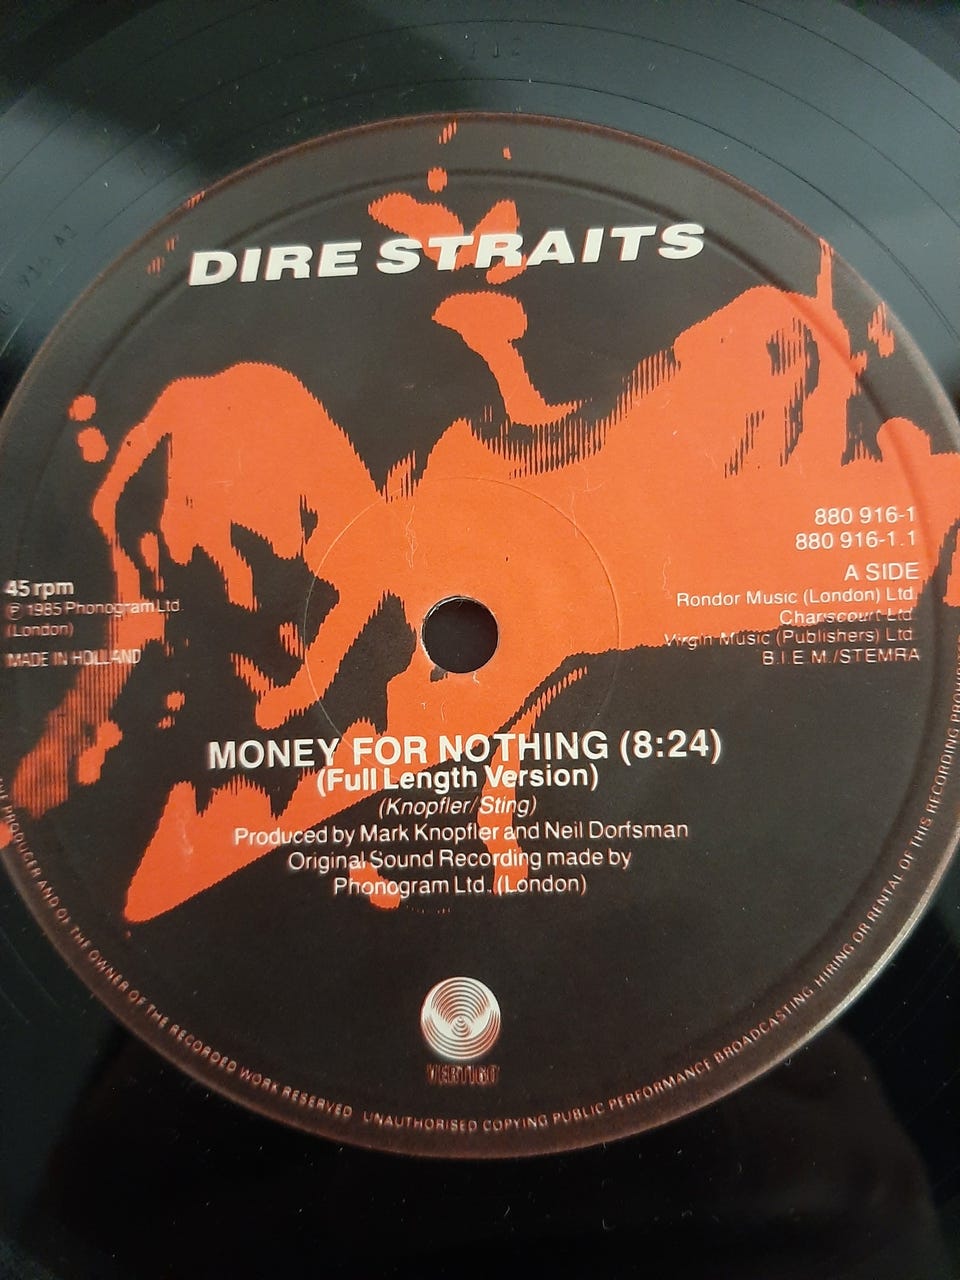 DIRE STRAITS
880 916-1
880 916-1.1
A SIDE
Rondor Music (London) Ltd.
Chariscourt Ltd.
Virgin Music (Publishers) Ltd.
B.I.E.M./STEMRA
45 rpm
℗ 1985 Phonogram Ltd.
(London)
MADE IN HOLLAND
MONEY FOR NOTHING (8:24)
(Full Length Version)
(Knopfler/Sting)
Produced by Mark Knopfler and Neil Dorfsman
Original Sound Recording made by
Phonogram Ltd. (London)
VERTIGO
PRODUCER AND OF THE OWNER OF THE RECORDED WORK RESERVED UNAUTHORISED COPYING PUBLIC PERFORMANCE BROADCASTING HIRING OR RENTAL OF THIS RECORDING PROHIBITED